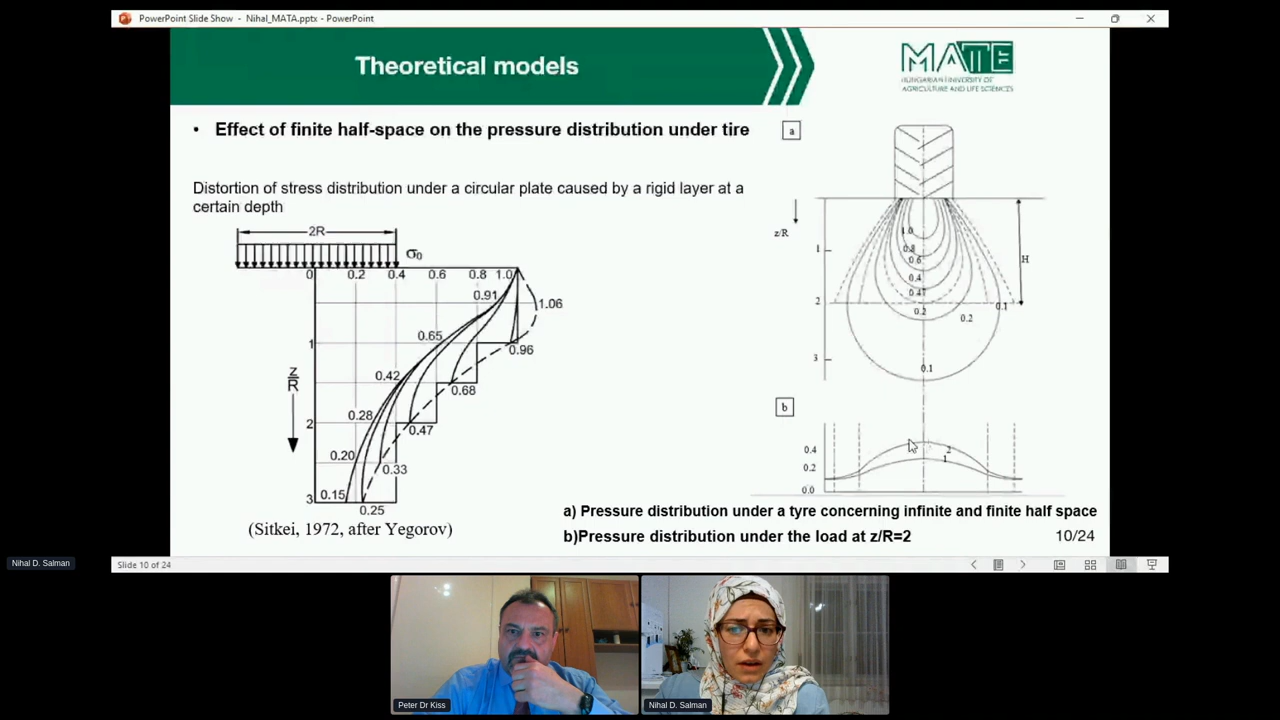 PowerPoint Slide Show - Nihal_MATA.pptx - PowerPoint
Theoretical models
MATE
HUNGARIAN UNIVERSITY OF
AGRICULTURE AND LIFE SCIENCES
• Effect of finite half-space on the pressure distribution under tire
Distortion of stress distribution under a circular plate caused by a rigid layer at a
certain depth
2R
σ0
0 0.2 0.4 0.6 0.8 1.0
0.91
1.06
0.65
1
0.96
z/R
0.42
0.68
0.28
2
0.47
0.20
0.33
3
0.15
0.25
(Sitkei, 1972, after Yegorov)
a
z/R
1.0
0.8
1
0.6
H
0.4
0.47
2
0.1
0.2
0.2
3
0.1
b
0.4
2
1
0.2
0.0
a) Pressure distribution under a tyre concerning infinite and finite half space
b)Pressure distribution under the load at z/R=2
10/24
Nihal D. Salman
Slide 10 of 24
Peter Dr Kiss
Nihal D. Salman